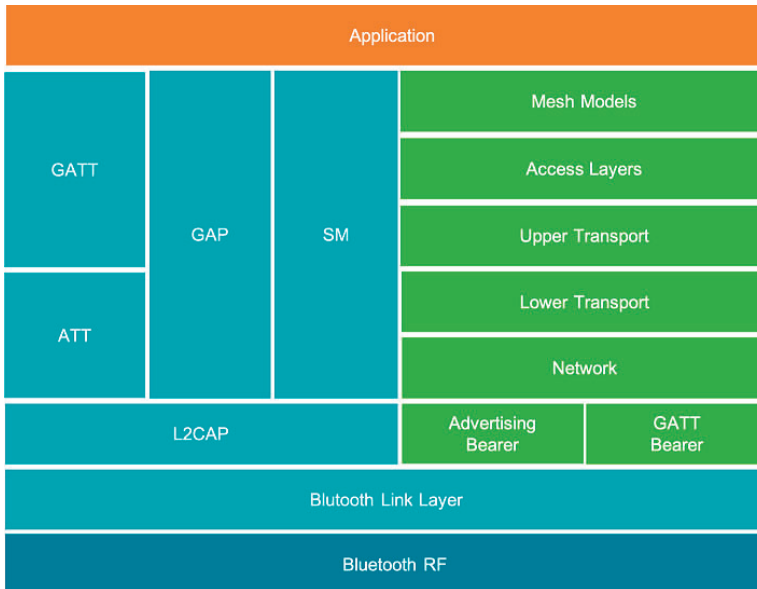 Application
GATT
GAP
SM
Mesh Models
Access Layers
Upper Transport
ATT
Lower Transport
Network
L2CAP
Advertising
Bearer
GATT
Bearer
Blutooth Link Layer
Bluetooth RF